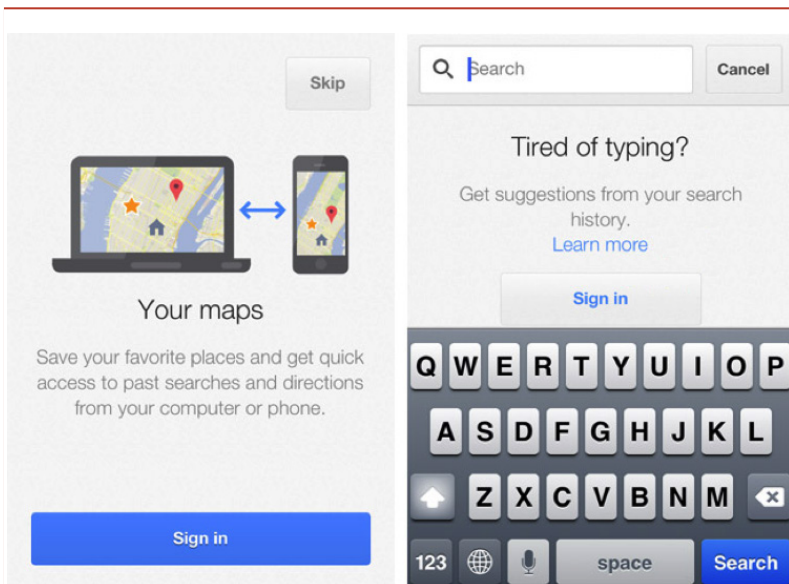 Skip
Your maps
Save your favorite places and get quick
access to past searches and directions
from your computer or phone.
Sign in
Search
Cancel
Tired of typing?
Get suggestions from your search
history.
Learn more
Sign in
Q W E R T Y U I O P
A S D F G H J K L
Z X C V B N M
123 space Search